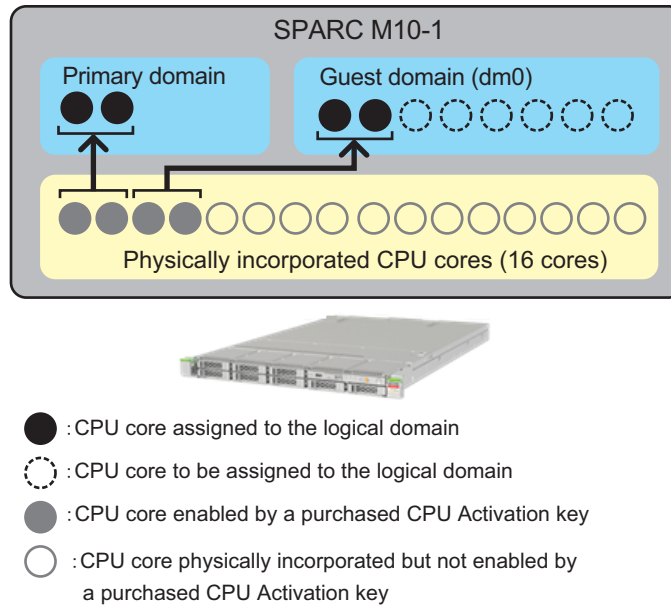 SPARC M10-1
Primary domain
Guest domain (dm0)
Physically incorporated CPU cores (16 cores)
: CPU core assigned to the logical domain
: CPU core to be assigned to the logical domain
: CPU core enabled by a purchased CPU Activation key
: CPU core physically incorporated but not enabled by
a purchased CPU Activation key